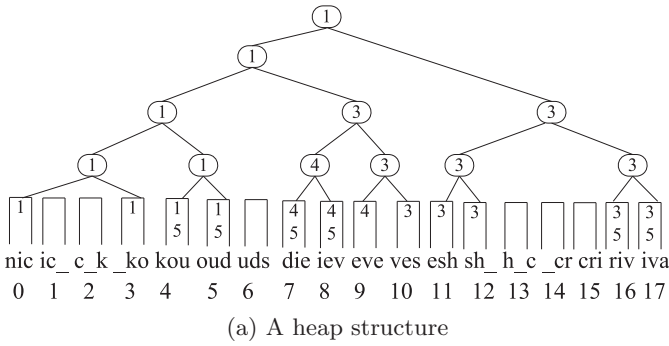 1
1
1 3 3
1 1 4 3 3 3
1 1 1 1 4 4 4 3 3 3 3 3
5 5 5 5 5 5
nic ic_ c_k _ko kou oud uds die iev eve ves esh sh_ h_c _cr cri riv iva
0 1 2 3 4 5 6 7 8 9 10 11 12 13 14 15 16 17
(a) A heap structure